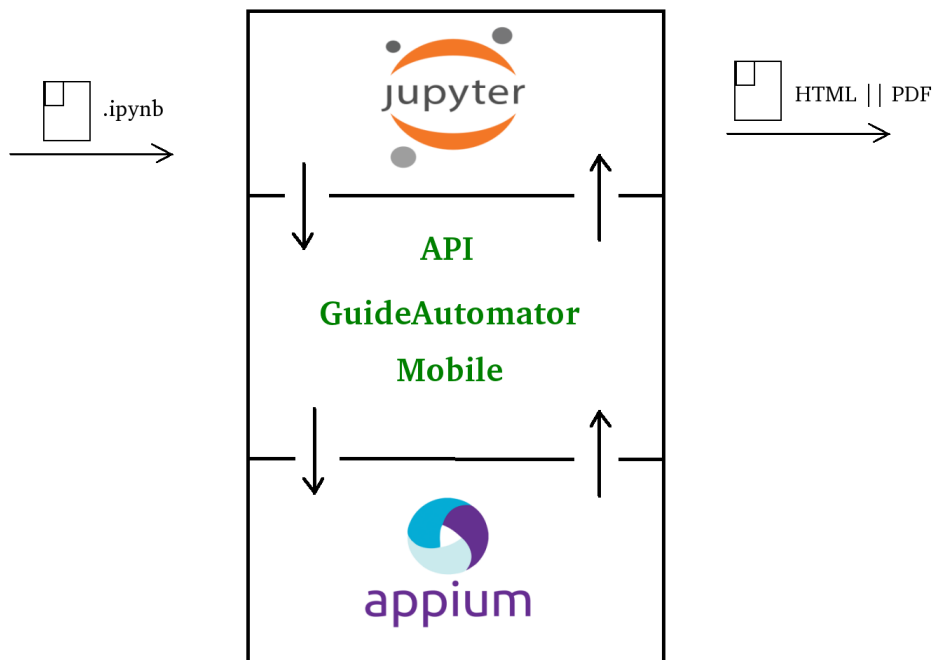 jupyter
.ipynb
HTML || PDF
API
GuideAutomator
Mobile
appium